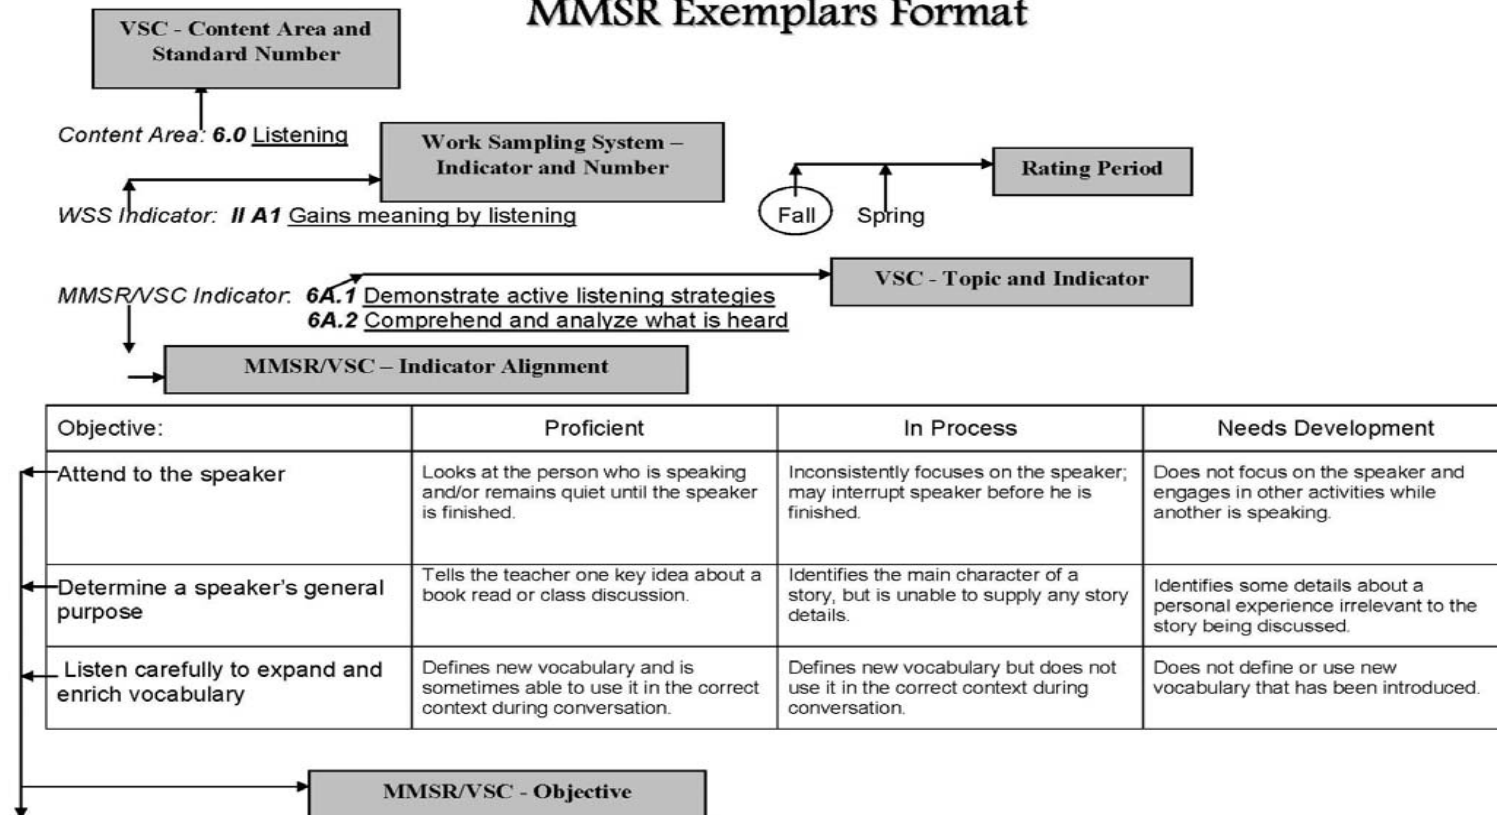 MMSR Exemplars Format
VSC - Content Area and
Standard Number
Content Area: 6.0 Listening
Work Sampling System –
Indicator and Number
Rating Period
WSS Indicator: II A1 Gains meaning by listening
Fall
Spring
VSC - Topic and Indicator
MMSR/VSC Indicator: 6A.1 Demonstrate active listening strategies
6A.2 Comprehend and analyze what is heard
MMSR/VSC – Indicator Alignment
Objective:
Proficient
In Process
Needs Development
Attend to the speaker
Looks at the person who is speaking
and/or remains quiet until the speaker
is finished.
Inconsistently focuses on the speaker;
may interrupt speaker before he is
finished.
Does not focus on the speaker and
engages in other activities while
another is speaking.
Determine a speaker's general
purpose
Tells the teacher one key idea about a
book read or class discussion.
Identifies the main character of a
story, but is unable to supply any story
details.
Identifies some details about a
personal experience irrelevant to the
story being discussed.
Listen carefully to expand and
enrich vocabulary
Defines new vocabulary and is
sometimes able to use it in the correct
context during conversation.
Defines new vocabulary but does not
use it in the correct context during
conversation.
Does not define or use new
vocabulary that has been introduced.
MMSR/VSC - Objective